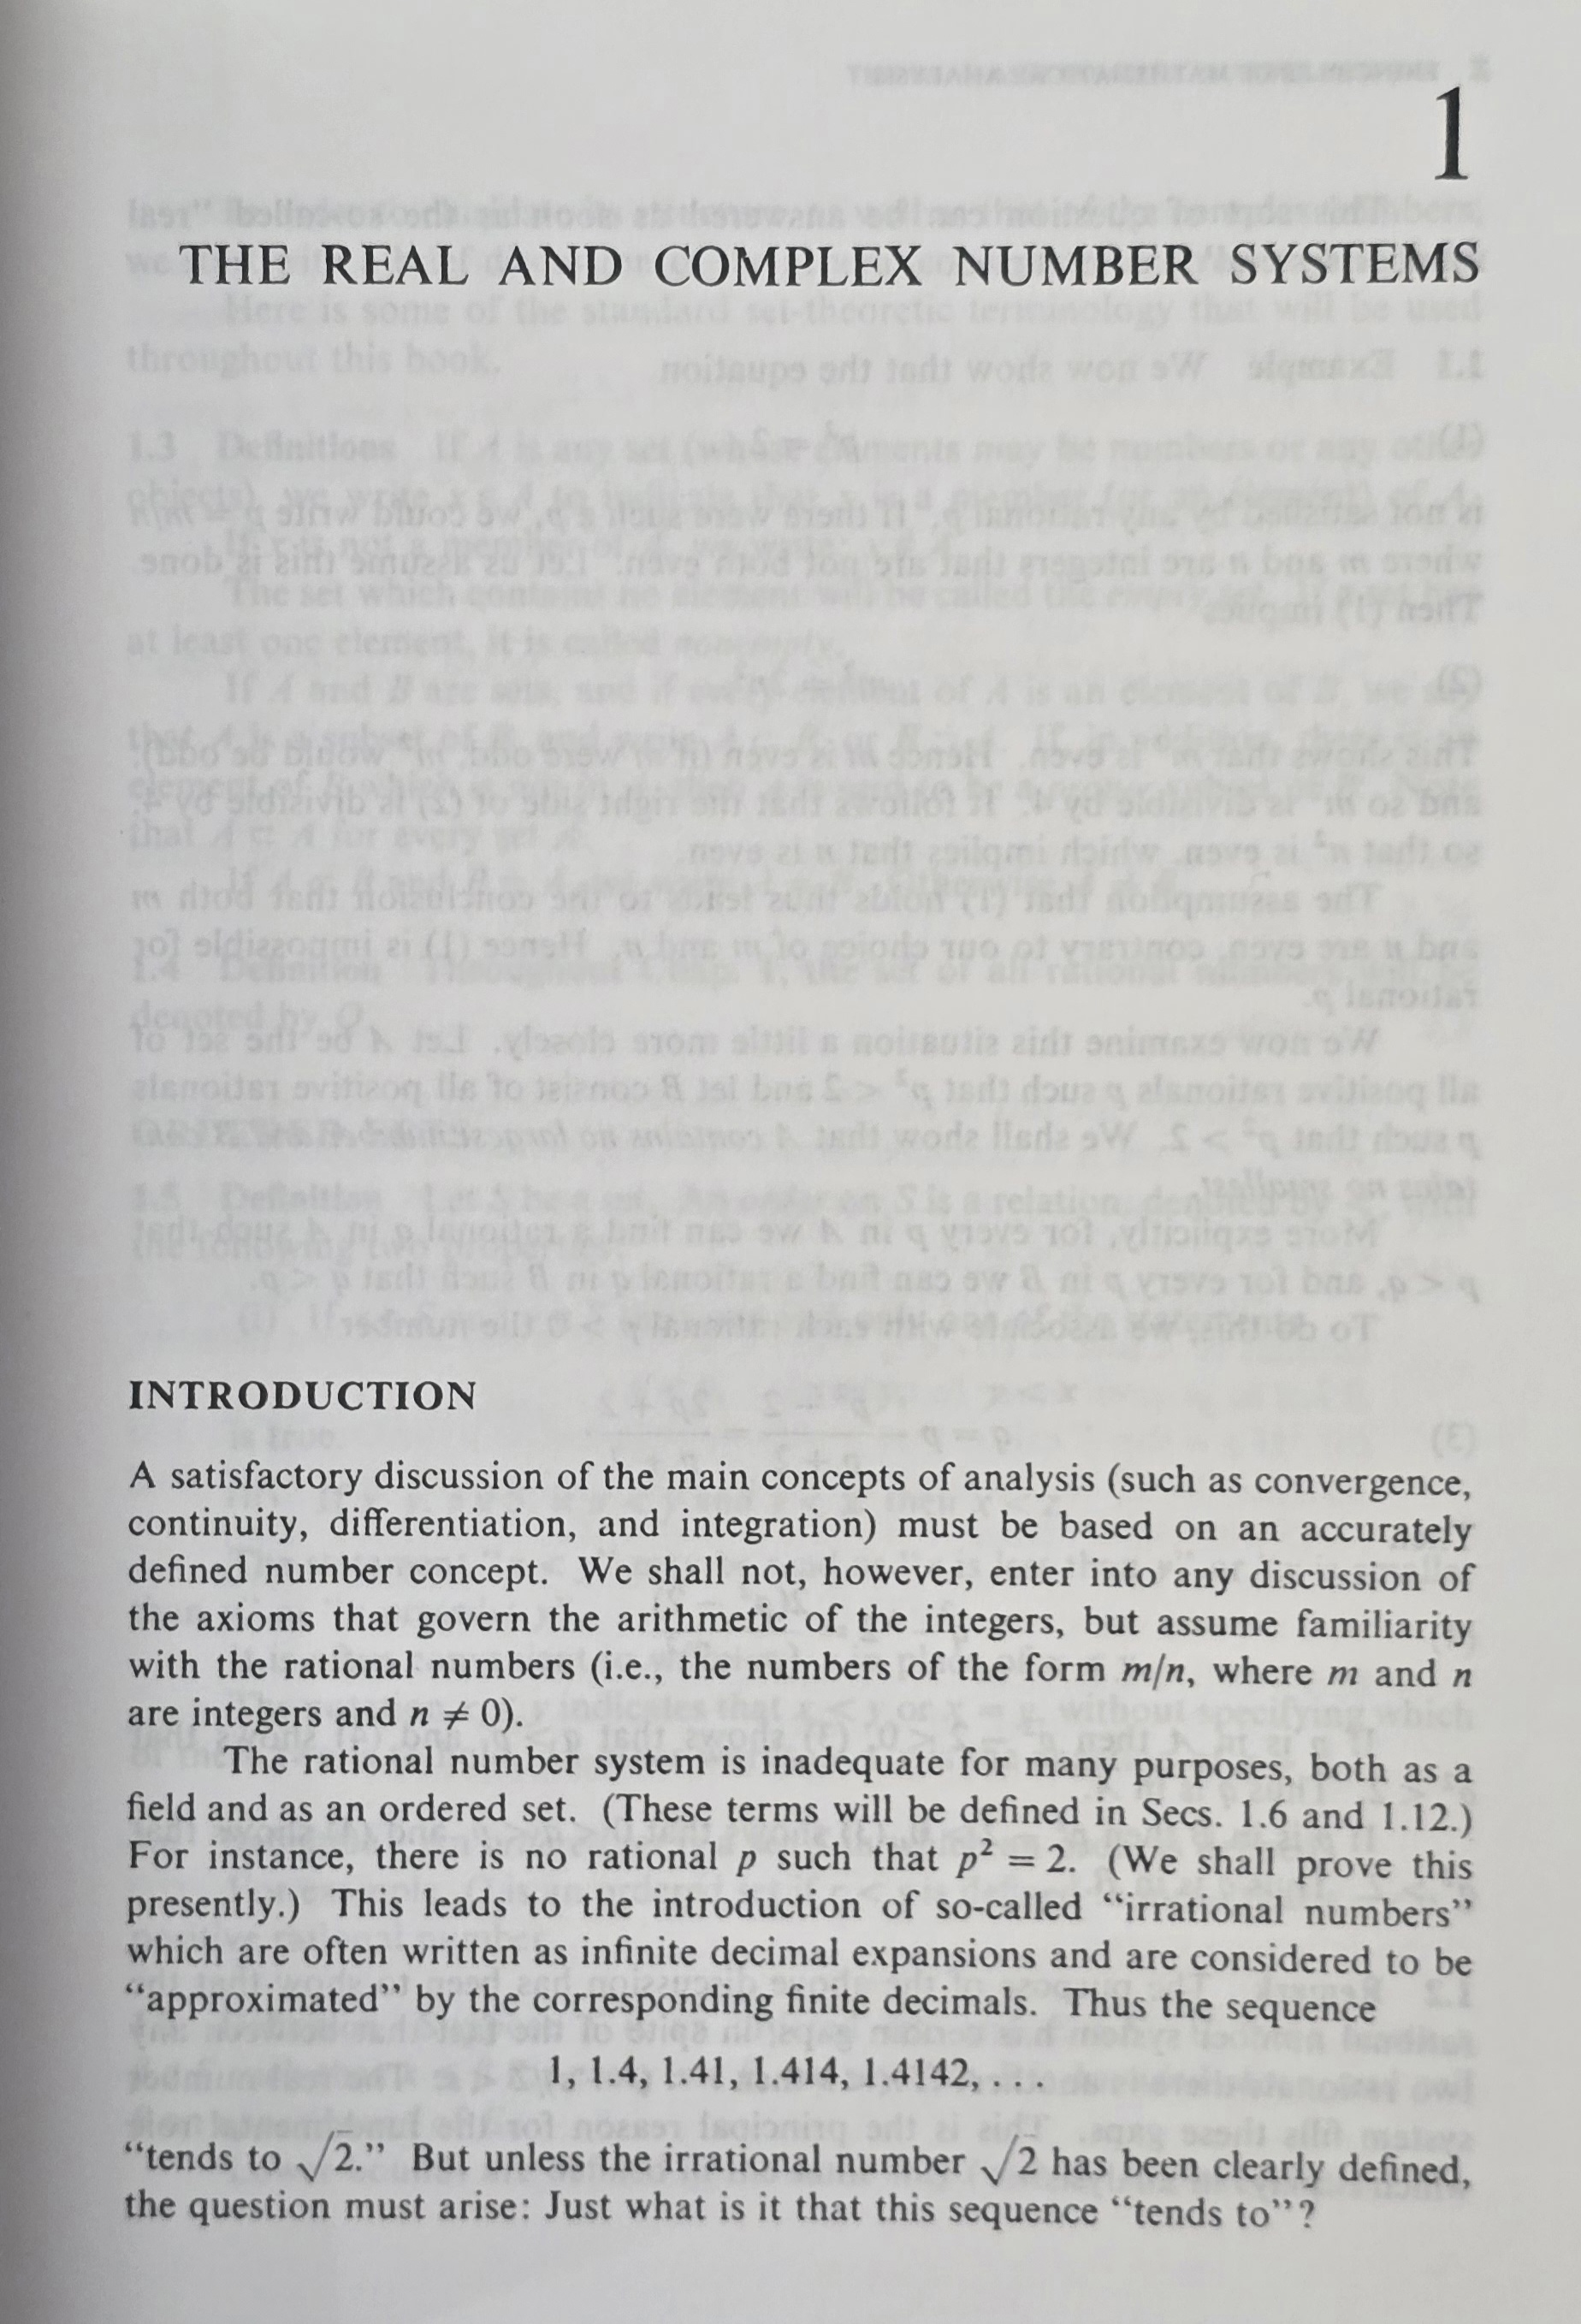 1
THE REAL AND COMPLEX NUMBER SYSTEMS
INTRODUCTION
A satisfactory discussion of the main concepts of analysis (such as convergence,
continuity, differentiation, and integration) must be based on an accurately
defined number concept. We shall not, however, enter into any discussion of
the axioms that govern the arithmetic of the integers, but assume familiarity
with the rational numbers (i.e., the numbers of the form m/n, where m and n
are integers and n ≠ 0).
The rational number system is inadequate for many purposes, both as a
field and as an ordered set. (These terms will be defined in Secs. 1.6 and 1.12.)
For instance, there is no rational p such that p² = 2. (We shall prove this
presently.) This leads to the introduction of so-called “irrational numbers”
which are often written as infinite decimal expansions and are considered to be
“approximated” by the corresponding finite decimals. Thus the sequence
1, 1.4, 1.41, 1.414, 1.4142, . . .
“tends to √2.” But unless the irrational number √2 has been clearly defined,
the question must arise: Just what is it that this sequence “tends to”?